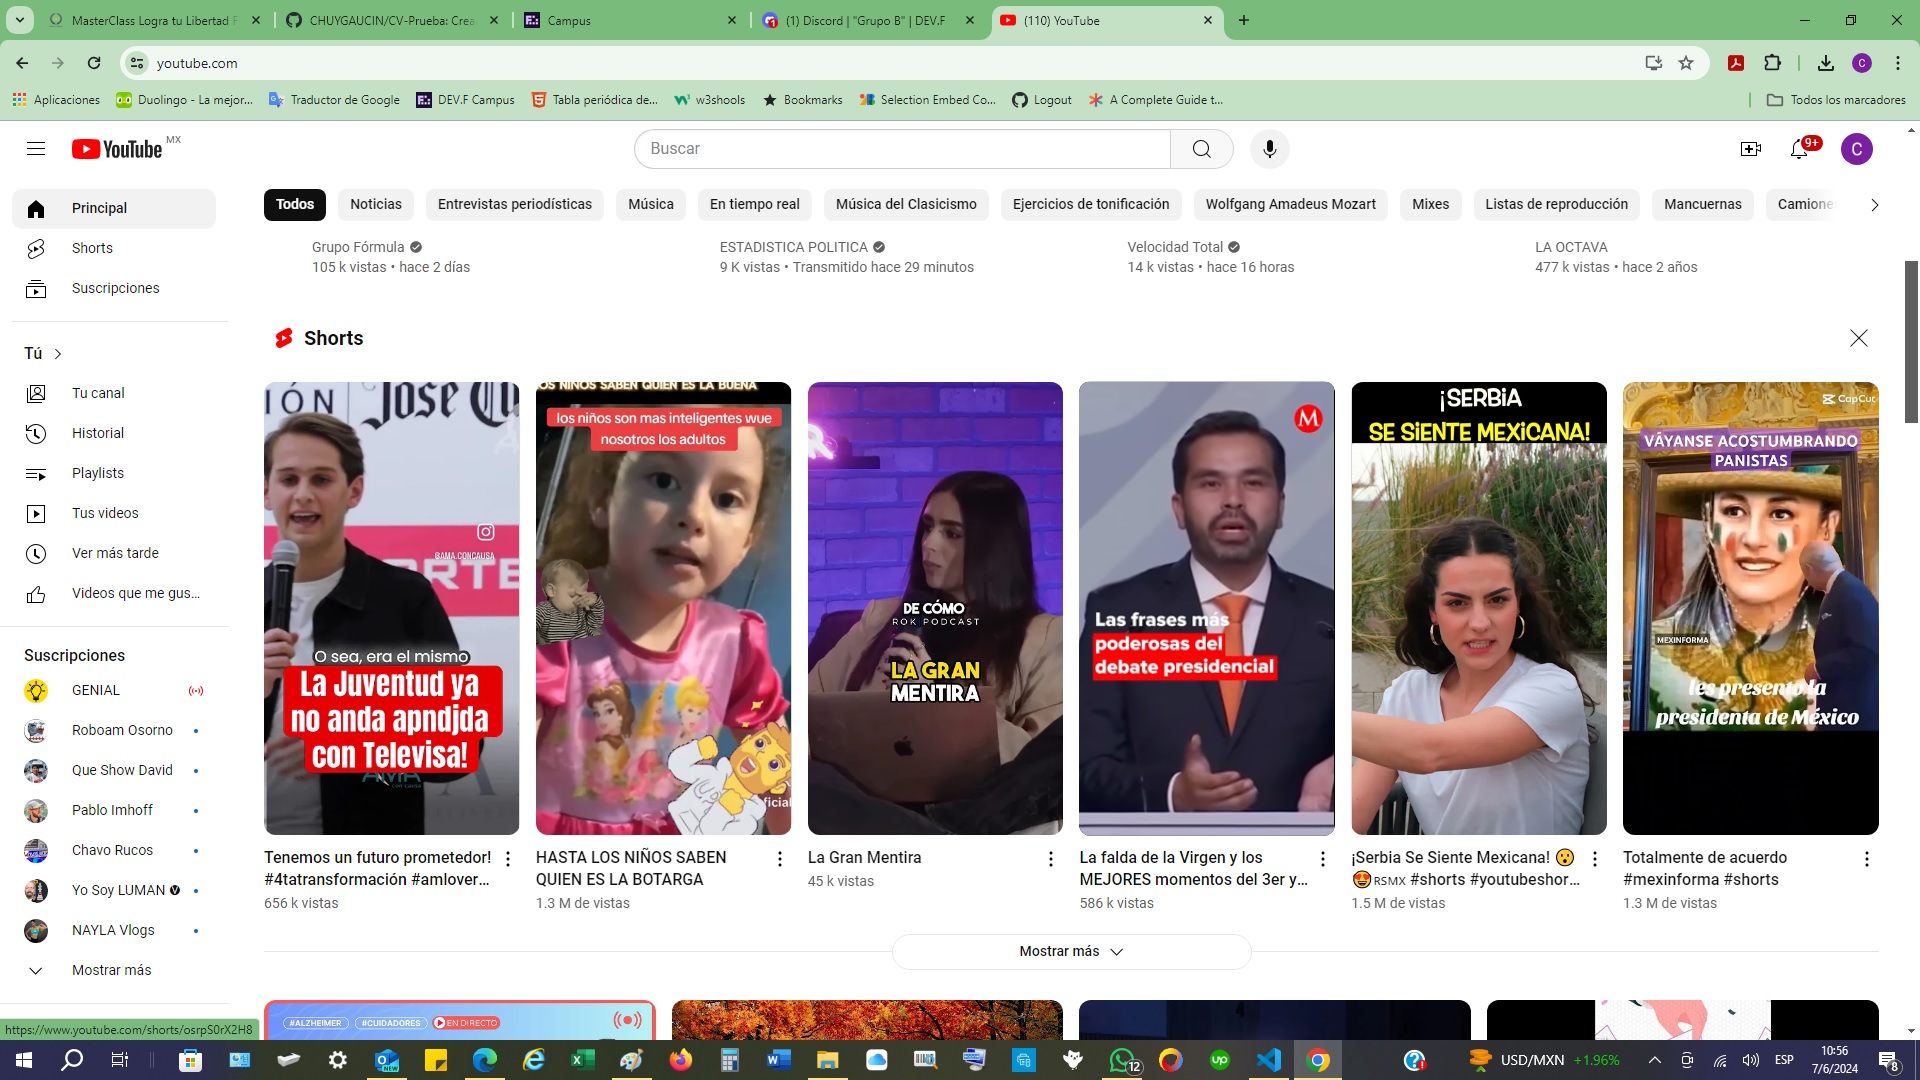 MasterClass Logra tu Libertad F
CHUYGAUCIN/CV-Prueba: Crea
Campus
(1) Discord | "Grupo B" | DEV.F
(110) YouTube
youtube.com
Aplicaciones
Duolingo - La mejor...
Traductor de Google
DEV.F Campus
Tabla periódica de...
w3shools
Bookmarks
Selection Embed Co...
Logout
A Complete Guide t...
Todos los marcadores
YouTube MX
Buscar
9+
C
Principal
Shorts
Suscripciones
Tú
Tu canal
Historial
Playlists
Tus videos
Ver más tarde
Videos que me gus...
Suscripciones
GENIAL
Roboam Osorno
Que Show David
Pablo Imhoff
Chavo Rucos
Yo Soy LUMAN
NAYLA Vlogs
Mostrar más
https://www.youtube.com/shorts/osrpS0rX2H8
Todos
Noticias
Entrevistas periodísticas
Música
En tiempo real
Música del Clasicismo
Ejercicios de tonificación
Wolfgang Amadeus Mozart
Mixes
Listas de reproducción
Mancuernas
Camione
Grupo Fórmula
105 k vistas • hace 2 días
ESTADISTICA POLITICA
9 K vistas • Transmitido hace 29 minutos
Velocidad Total
14 k vistas • hace 16 horas
LA OCTAVA
477 k vistas • hace 2 años
Shorts
IÓN José Cu
@AMA.CONCAUSA
RTE
O sea, era el mismo
La Juventud ya
no anda apndjda
con Televisa!
AMA
con causa
Tenemos un futuro prometedor!
#4tatransformación #amlover...
656 k vistas
OS NIÑOS SABEN QUIEN ES LA BUENA
los niños son mas inteligentes wue
nosotros los adultos
ficial
HASTA LOS NIÑOS SABEN
QUIEN ES LA BOTARGA
1.3 M de vistas
R
DE CÓMO
ROK PODCAST
LA GRAN
MENTIRA
La Gran Mentira
45 k vistas
M
Las frases más
poderosas del
debate presidencial
La falda de la Virgen y los
MEJORES momentos del 3er y...
586 k vistas
¡SERBiA
SE SiENTE MEXiCANA!
¡Serbia Se Siente Mexicana! 😮
😍ʀsᴍx #shorts #youtubeshor...
1.5 M de vistas
CapCut
VÁYANSE ACOSTUMBRANDO
PANISTAS
MEXINFORMA
les presento la
presidenta de México
Totalmente de acuerdo
#mexinforma #shorts
1.3 M de vistas
Mostrar más
#ALZHEIMER
#CUIDADORES
EN DIRECTO
NEW
12
USD/MXN +1.96%
ESP
10:56
7/6/2024
8